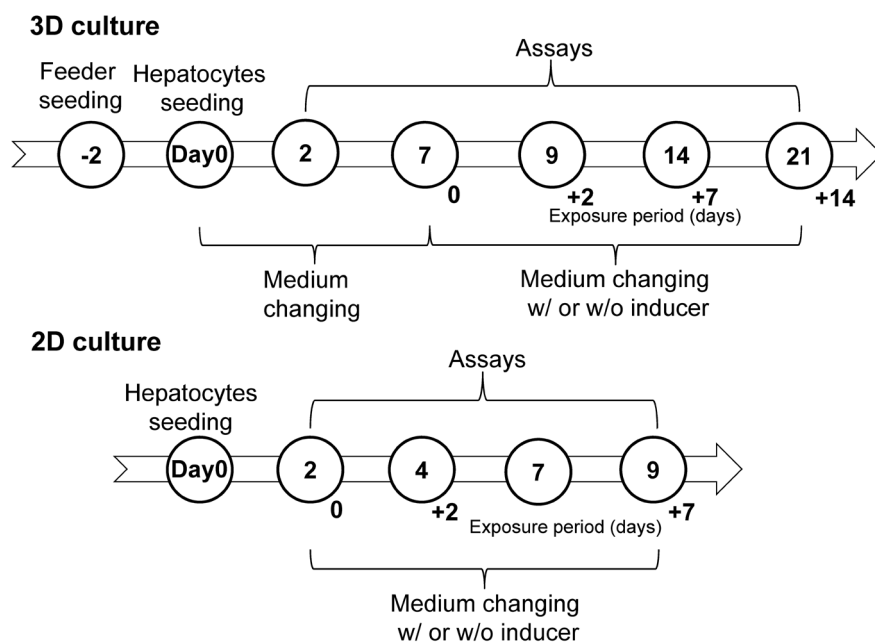 3D culture
Assays
Feeder
seeding
Hepatocytes
seeding
-2
Day0
2
7
9
14
21
0
+2
+7
+14
Exposure period (days)
Medium
changing
Medium changing
w/ or w/o inducer
2D culture
Assays
Hepatocytes
seeding
Day0
2
4
7
9
0
+2
+7
Exposure period (days)
Medium changing
w/ or w/o inducer